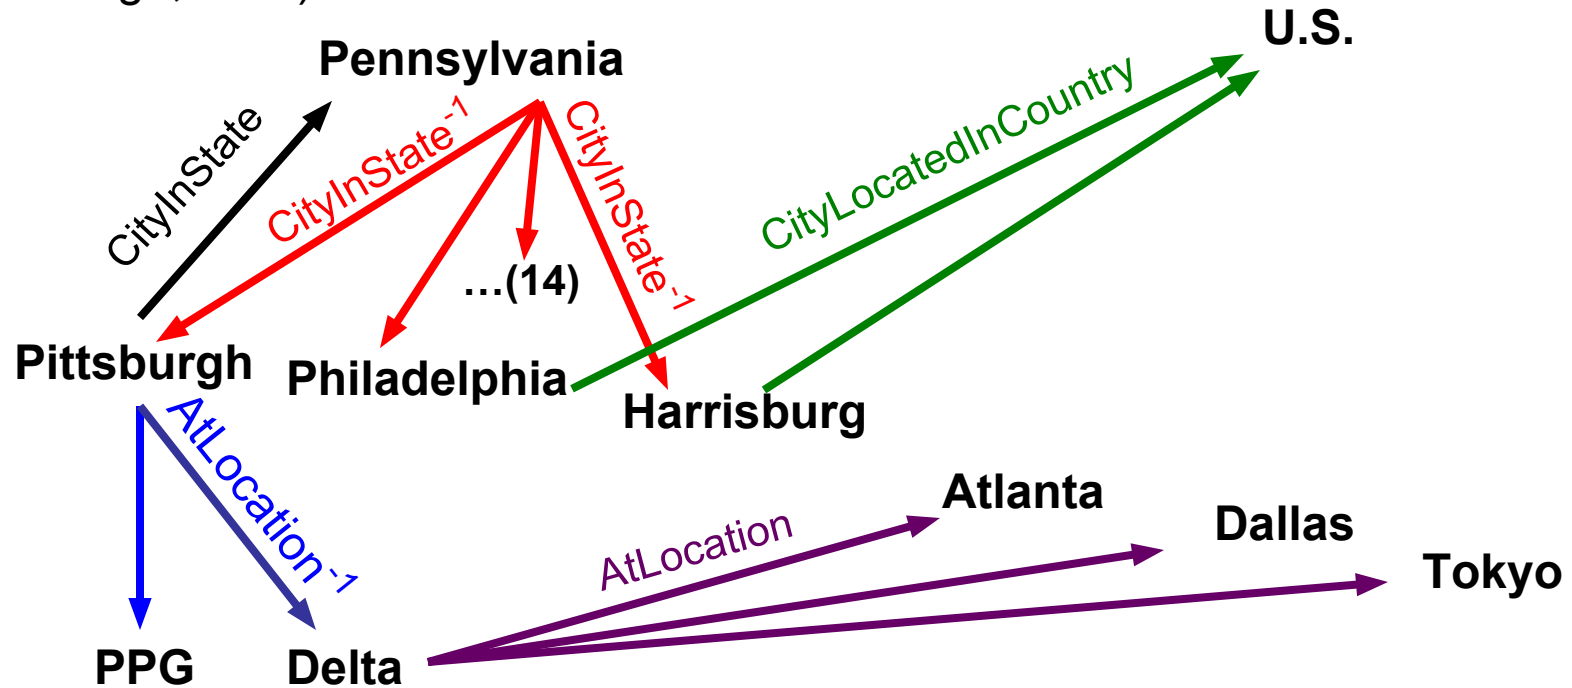 U.S.
Pennsylvania
CityInState
CityInState-1
CityInState-1
CityLocatedInCountry
…(14)
Pittsburgh
Philadelphia
Harrisburg
AtLocation-1
Atlanta
AtLocation
Dallas
Tokyo
PPG
Delta